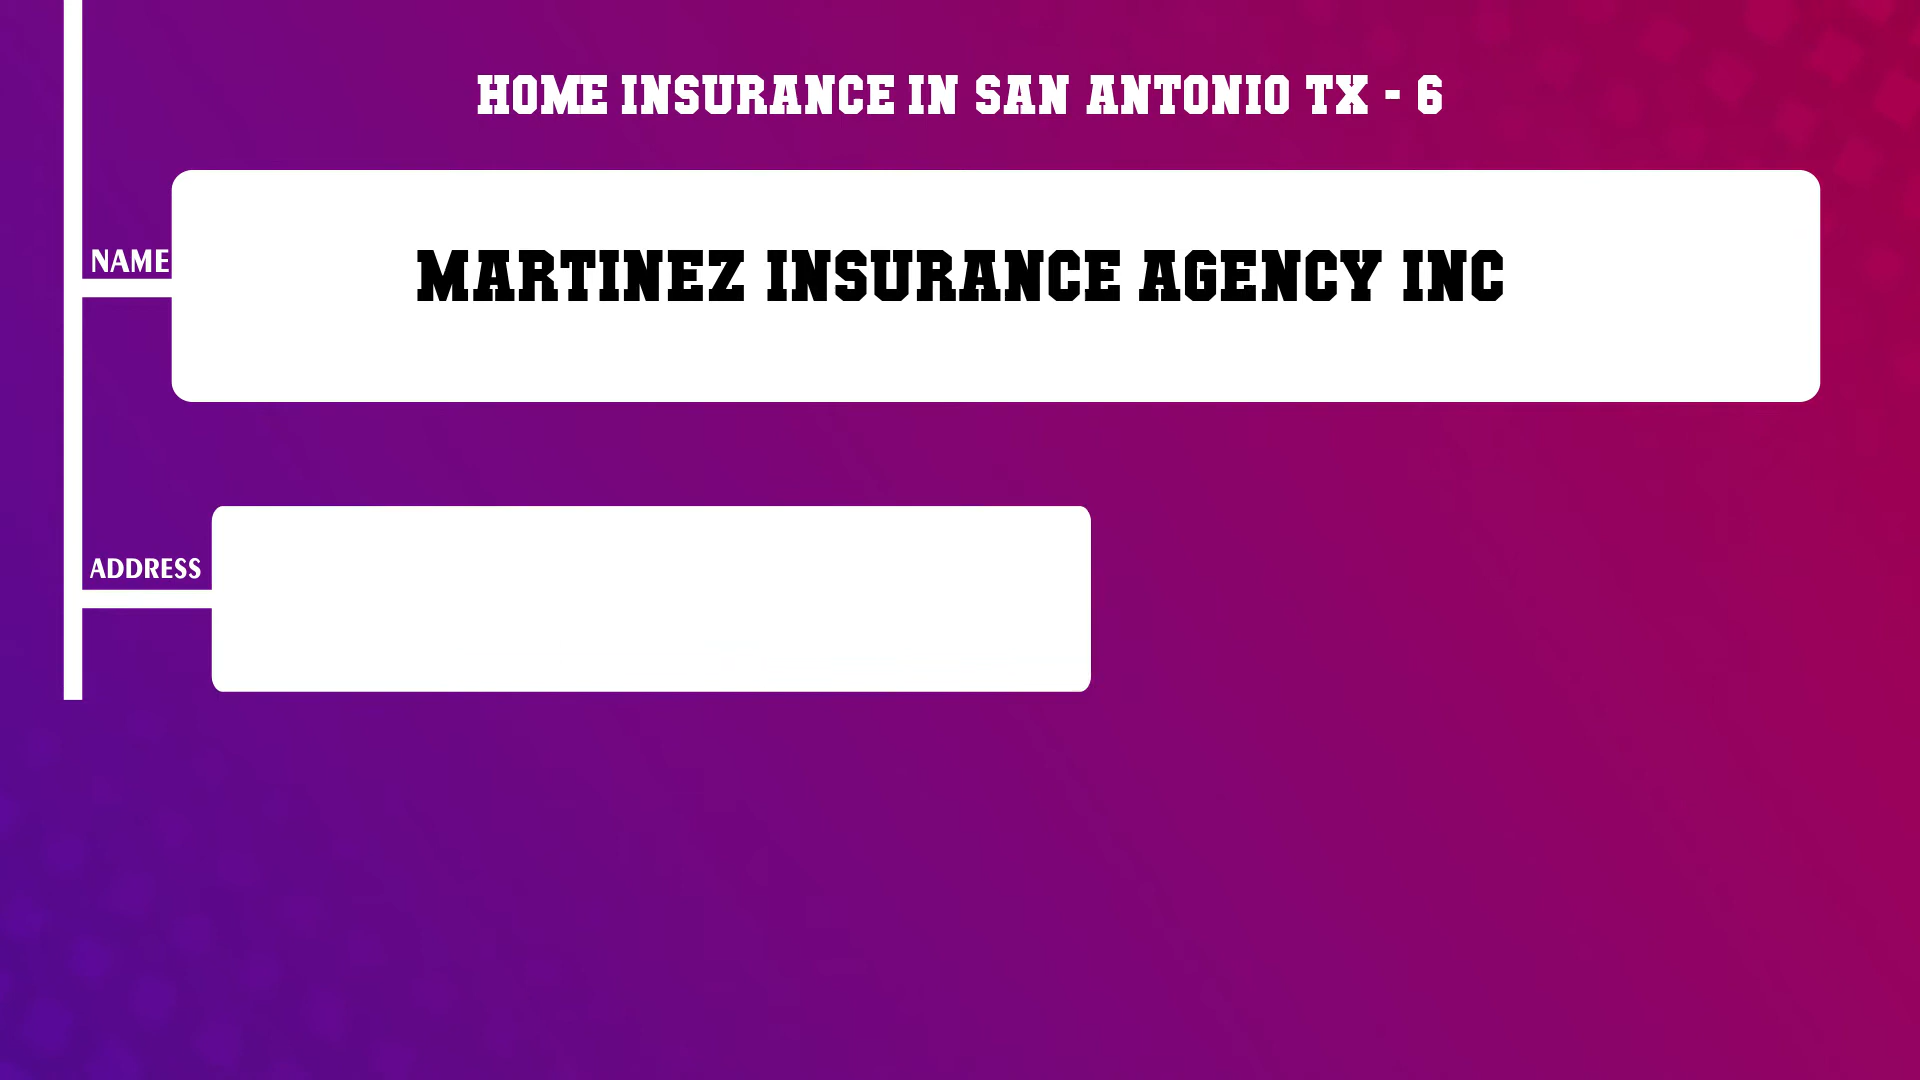 HOME INSURANCE IN SAN ANTONIO TX - 6
NAME
MARTINEZ INSURANCE AGENCY INC
ADDRESS